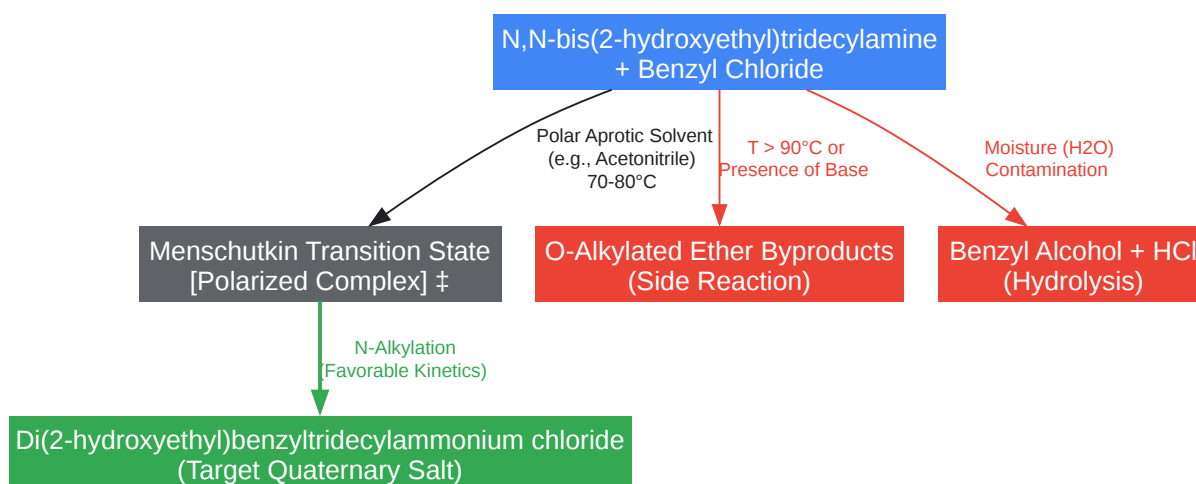 N,N-bis(2-hydroxyethyl)tridecylamine
+ Benzyl Chloride
Polar Aprotic Solvent
(e.g., Acetonitrile)
70-80°C
T > 90°C or
Presence of Base
Moisture (H2O)
Contamination
Menschutkin Transition State
[Polarized Complex] ‡
O-Alkylated Ether Byproducts
(Side Reaction)
Benzyl Alcohol + HCl
(Hydrolysis)
N-Alkylation
(Favorable Kinetics)
Di(2-hydroxyethyl)benzyltridecylammonium chloride
(Target Quaternary Salt)